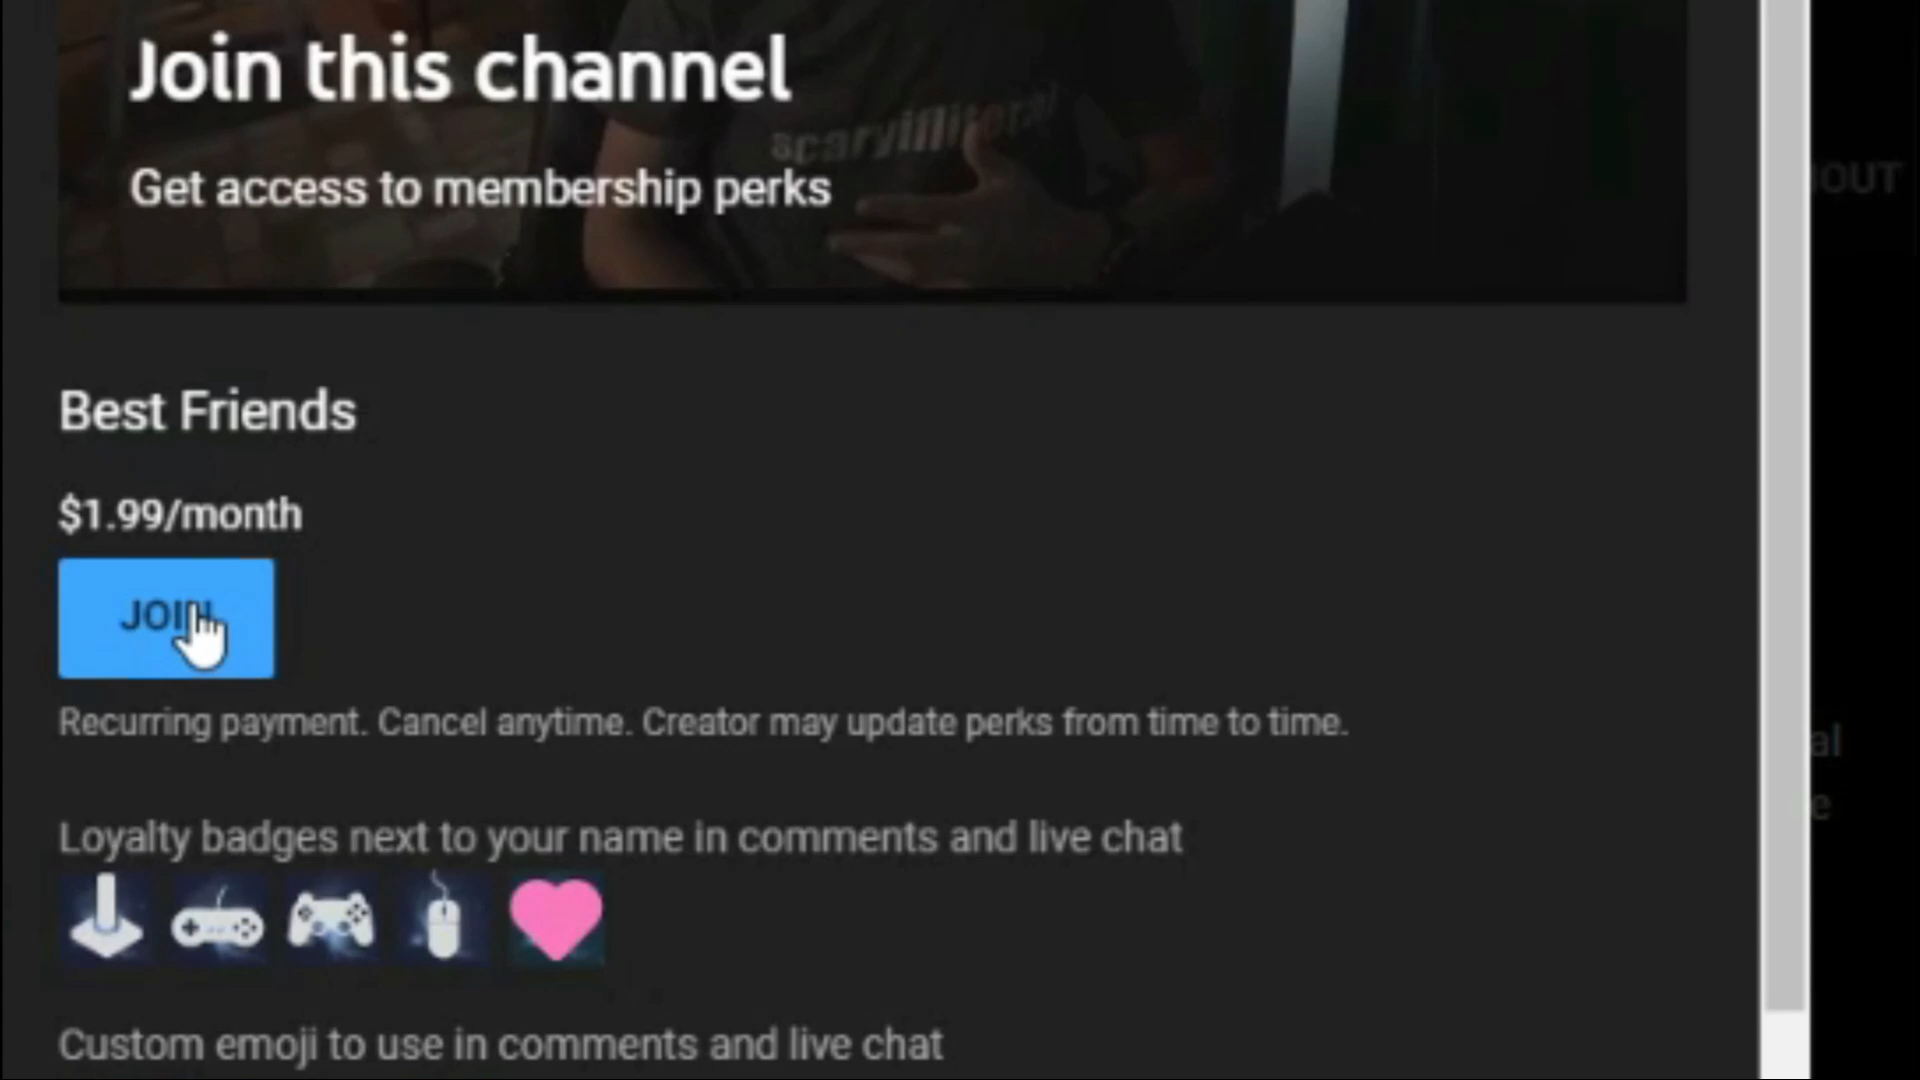 Join this channel
Get access to membership perks
Best Friends
$1.99/month
JOIN
Recurring payment. Cancel anytime. Creator may update perks from time to time.
Loyalty badges next to your name in comments and live chat
Custom emoji to use in comments and live chat